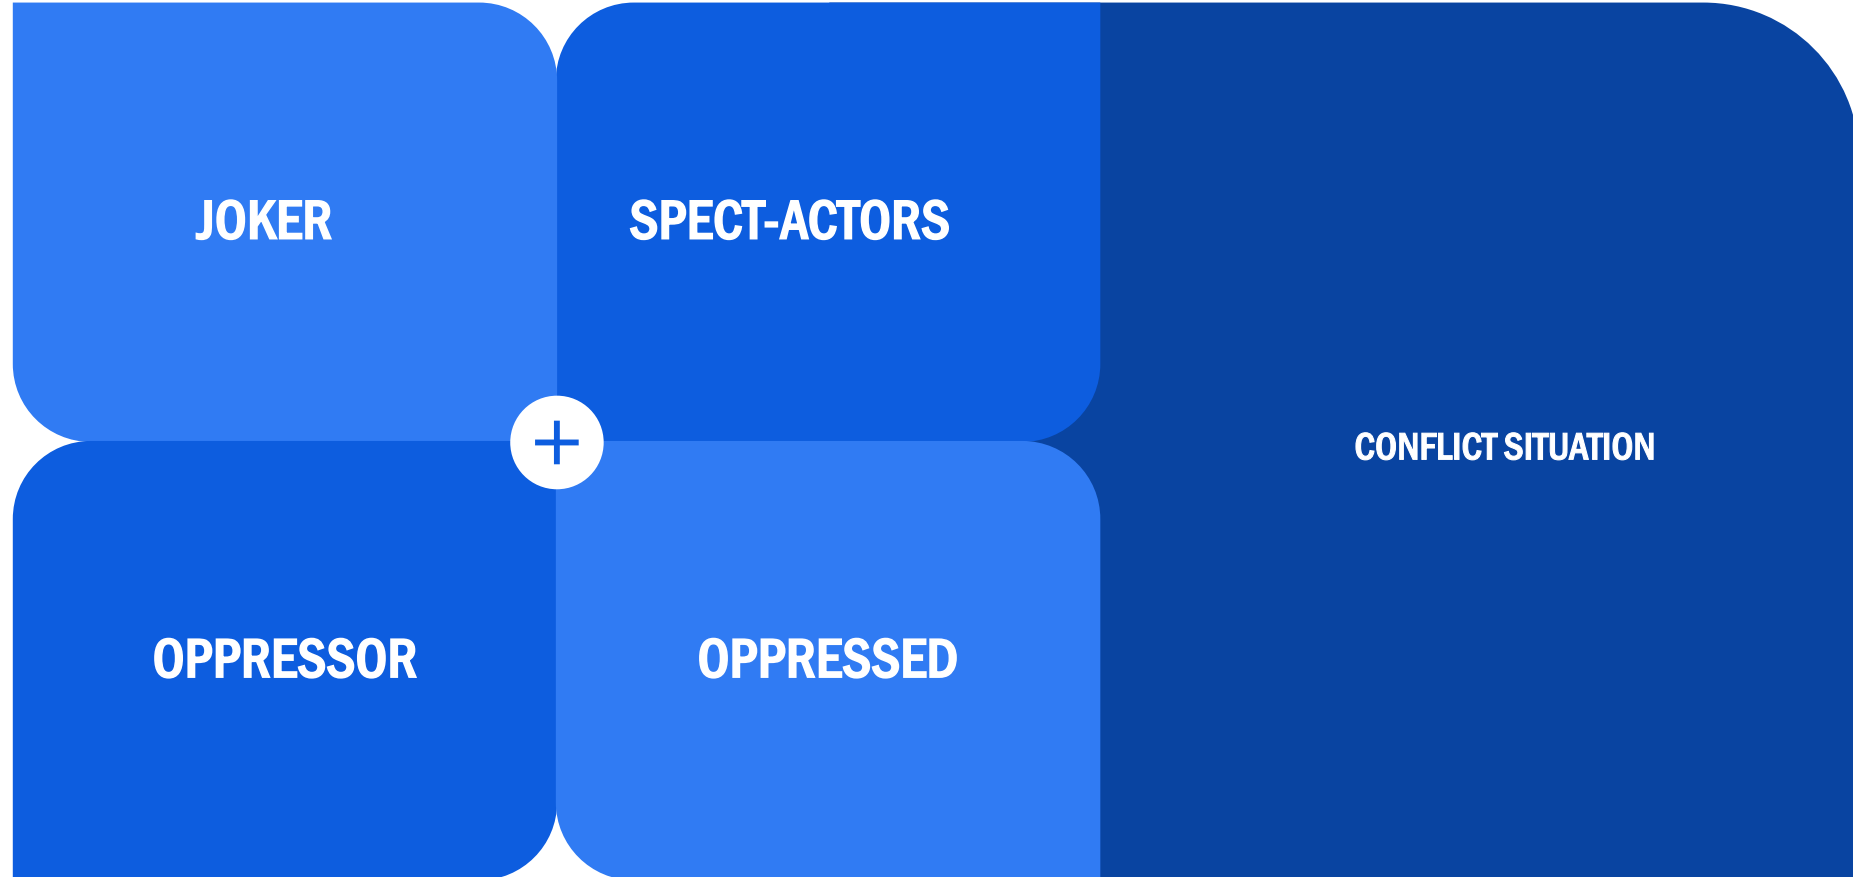 JOKER
SPECT-ACTORS
CONFLICT SITUATION
OPPRESSOR
OPPRESSED